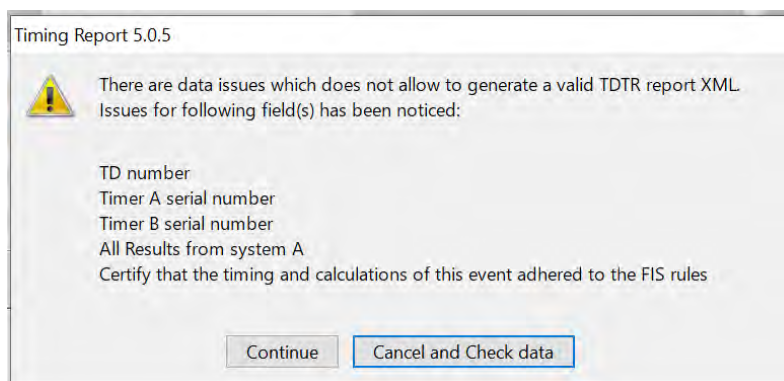 Timing Report 5.0.5
There are data issues which does not allow to generate a valid TDTR report XML.
Issues for following field(s) has been noticed:
TD number
Timer A serial number
Timer B serial number
All Results from system A
Certify that the timing and calculations of this event adhered to the FIS rules
Continue
Cancel and Check data